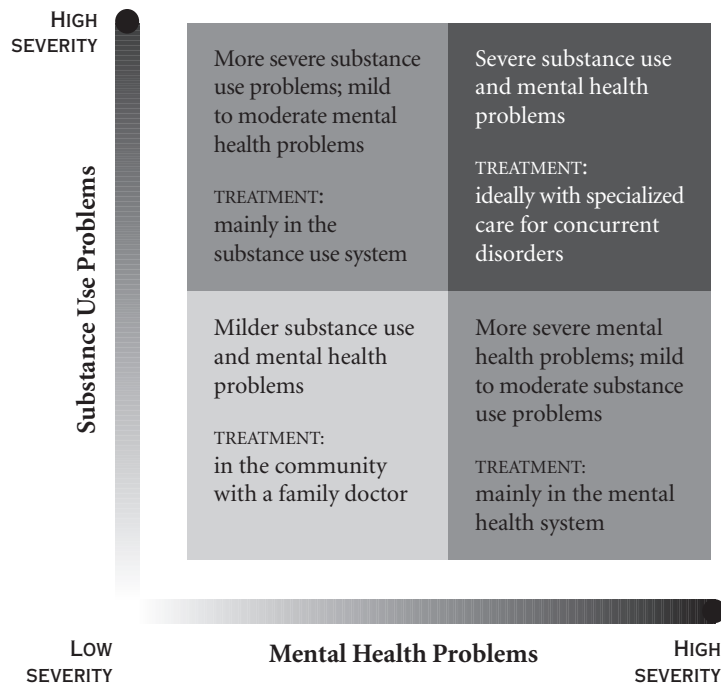 HIGH
SEVERITY
Substance Use Problems
More severe substance
use problems; mild
to moderate mental
health problems
TREATMENT:
mainly in the
substance use system
Severe substance use
and mental health
problems
TREATMENT:
ideally with specialized
care for concurrent
disorders
Milder substance use
and mental health
problems
TREATMENT:
in the community
with a family doctor
More severe mental
health problems; mild
to moderate substance
use problems
TREATMENT:
mainly in the mental
health system
LOW
SEVERITY
Mental Health Problems
HIGH
SEVERITY